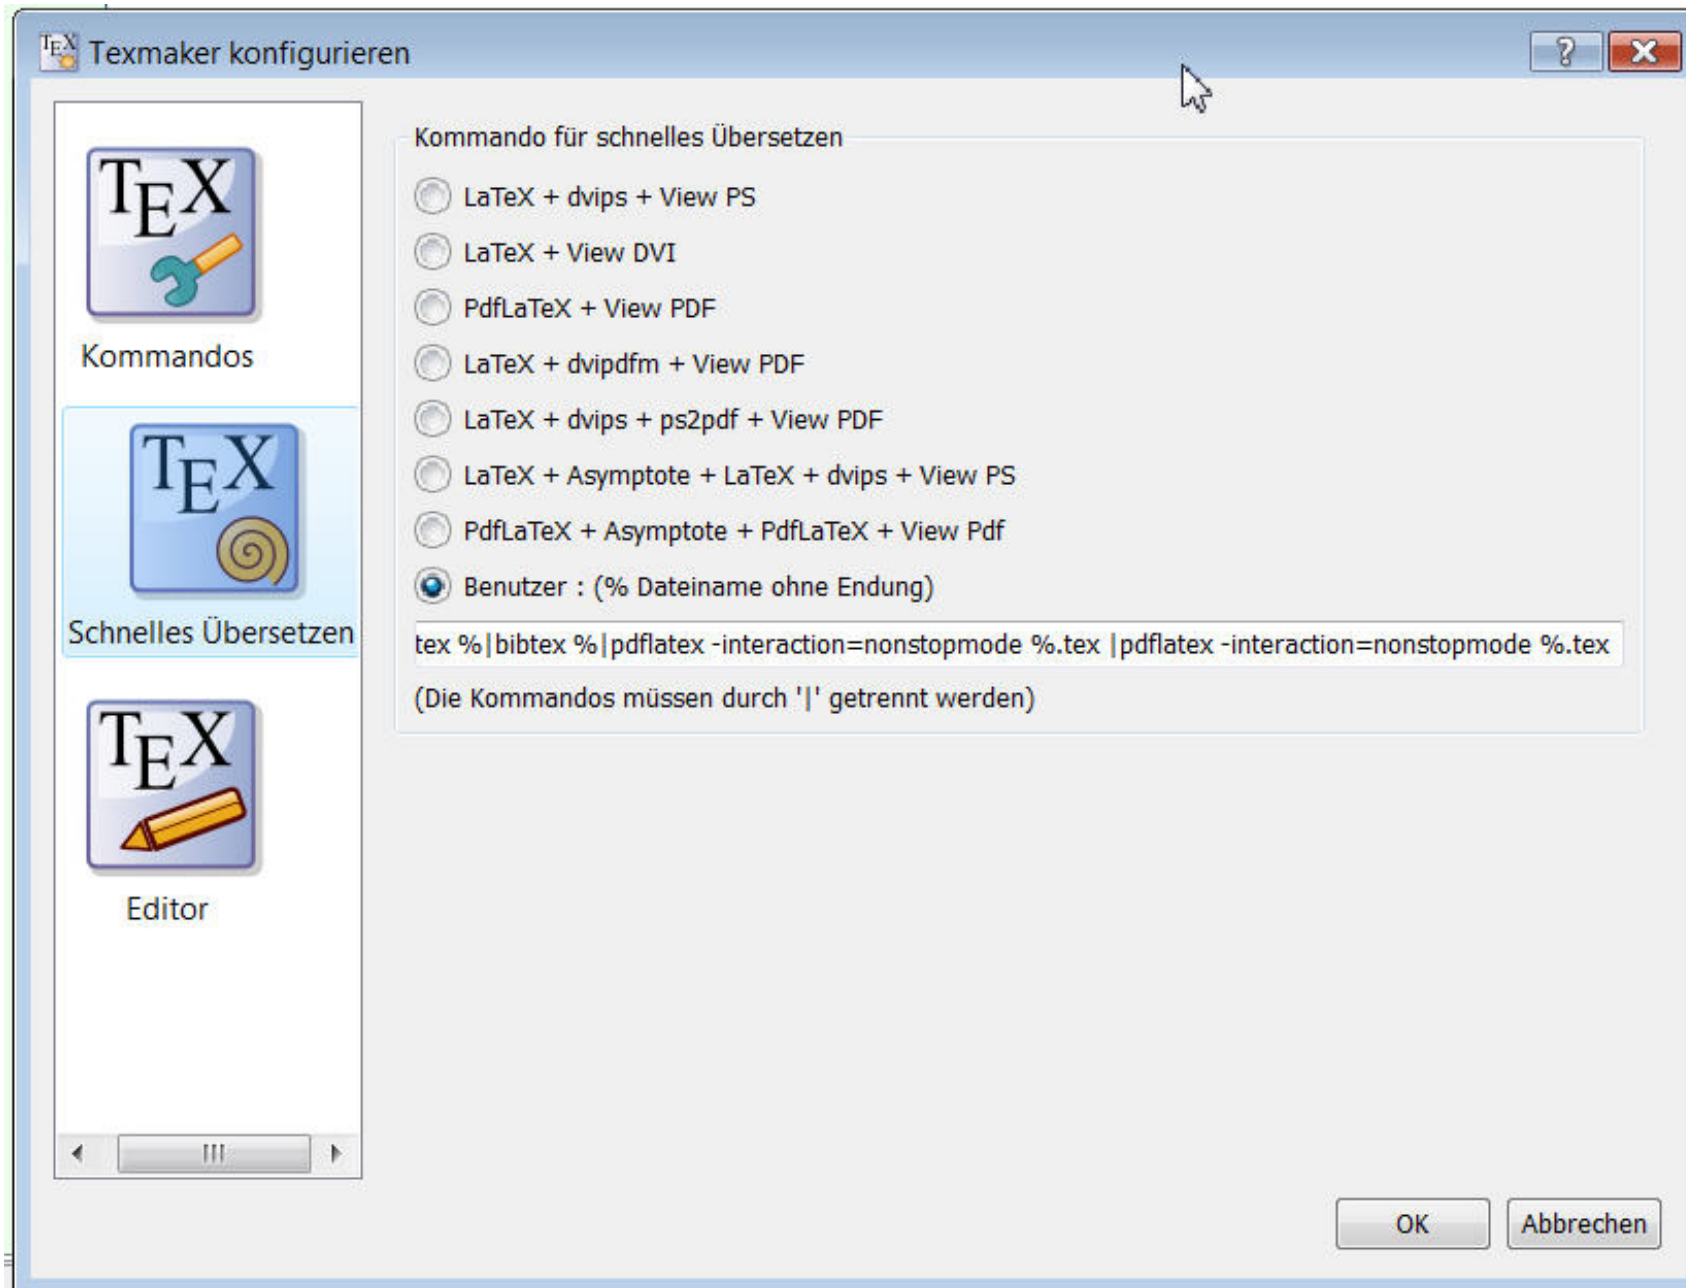 TEX Texmaker konfigurieren
?
TEX
Kommandos
TEX
Schnelles Übersetzen
TEX
Editor
Kommando für schnelles Übersetzen
LaTeX + dvips + View PS
LaTeX + View DVI
PdfLaTeX + View PDF
LaTeX + dvipdfm + View PDF
LaTeX + dvips + ps2pdf + View PDF
LaTeX + Asymptote + LaTeX + dvips + View PS
PdfLaTeX + Asymptote + PdfLaTeX + View Pdf
Benutzer : (% Dateiname ohne Endung)
tex %|bibtex %|pdflatex -interaction=nonstopmode %.tex |pdflatex -interaction=nonstopmode %.tex
(Die Kommandos müssen durch '|' getrennt werden)
OK
Abbrechen